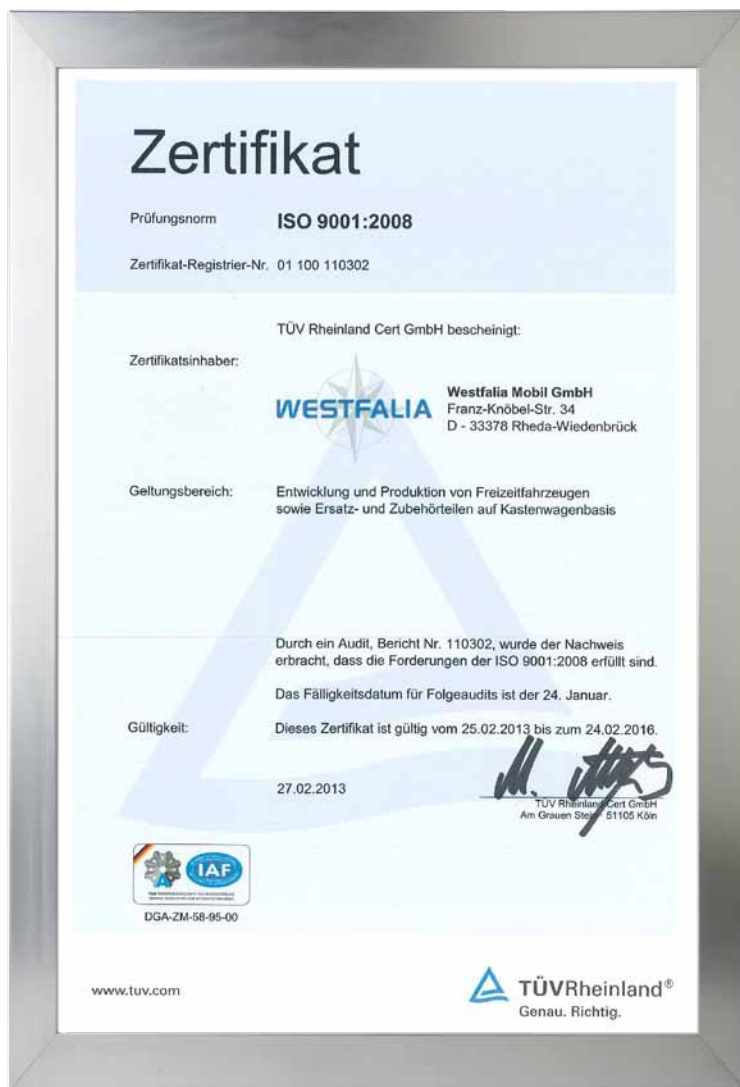 Zertifikat
Prüfungsnorm ISO 9001:2008
Zertifikat-Registrier-Nr. 01 100 110302
TÜV Rheinland Cert GmbH bescheinigt:
Zertifikatsinhaber:
WESTFALIA
Westfalia Mobil GmbH
Franz-Knöbel-Str. 34
D - 33378 Rheda-Wiedenbrück
Geltungsbereich: Entwicklung und Produktion von Freizeitfahrzeugen
sowie Ersatz- und Zubehörteilen auf Kastenwagenbasis
Durch ein Audit, Bericht Nr. 110302, wurde der Nachweis
erbracht, dass die Forderungen der ISO 9001:2008 erfüllt sind.
Das Fälligkeitsdatum für Folgeaudits ist der 24. Januar.
Gültigkeit: Dieses Zertifikat ist gültig vom 25.02.2013 bis zum 24.02.2016.
27.02.2013
TÜV Rheinland Cert GmbH
Am Grauen Stein 51105 Köln
IAF
DGA-ZM-58-95-00
www.tuv.com
TÜVRheinland®
Genau. Richtig.